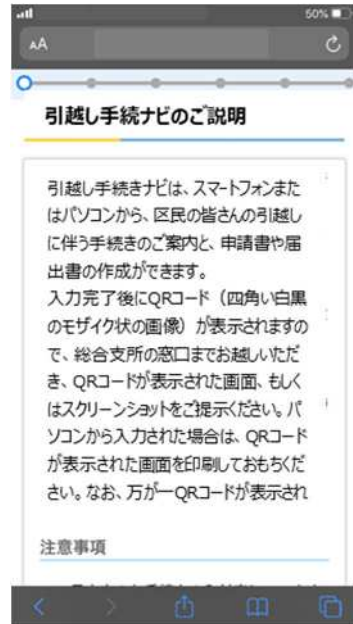 50%
AA
引越し手続ナビのご説明
引越し手続きナビは、スマートフォンまた
はパソコンから、区民の皆さんの引越し
に伴う手続きのご案内と、申請書や届
出書の作成ができます。
入力完了後にQRコード（四角い白黒
のモザイク状の画像）が表示されますの
で、総合支所の窓口までお越しいただ
き、QRコードが表示された画面、もしく
はスクリーンショットをご提示ください。パ
ソコンから入力された場合は、QRコード
が表示された画面を印刷しておもちくだ
さい。なお、万が一QRコードが表示され
注意事項